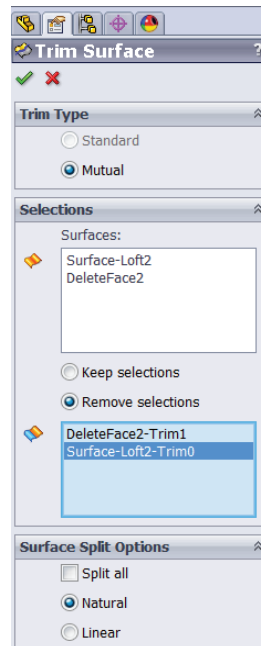 Trim Surface ?
Trim Type
Standard
Mutual
Selections
Surfaces:
Surface-Loft2
DeleteFace2
Keep selections
Remove selections
DeleteFace2-Trim1
Surface-Loft2-Trim0
Surface Split Options
Split all
Natural
Linear